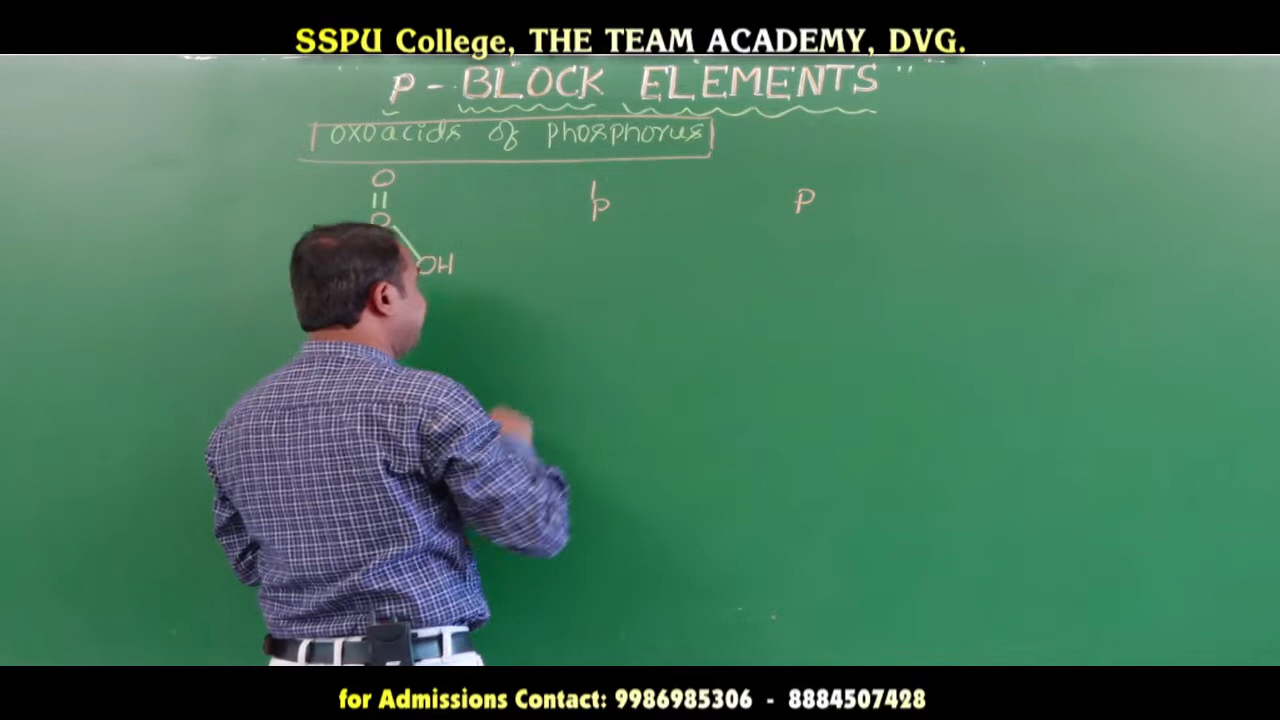 SSPU College, THE TEAM ACADEMY, DVG.
"P - BLOCK ELEMENTS"
oxoacids of phosphorus
O
P
P
OH
for Admissions Contact: 9986985306 - 8884507428